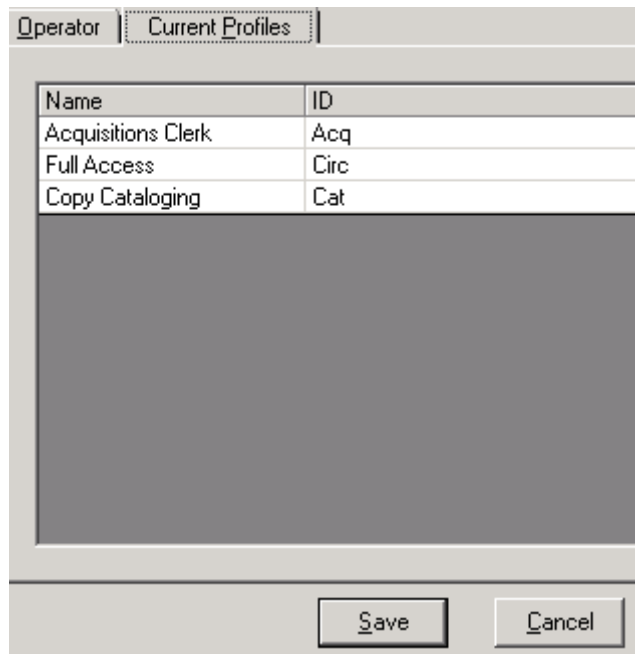 Operator Current Profiles
Name ID
Acquisitions Clerk Acq
Full Access Circ
Copy Cataloging Cat
Save Cancel